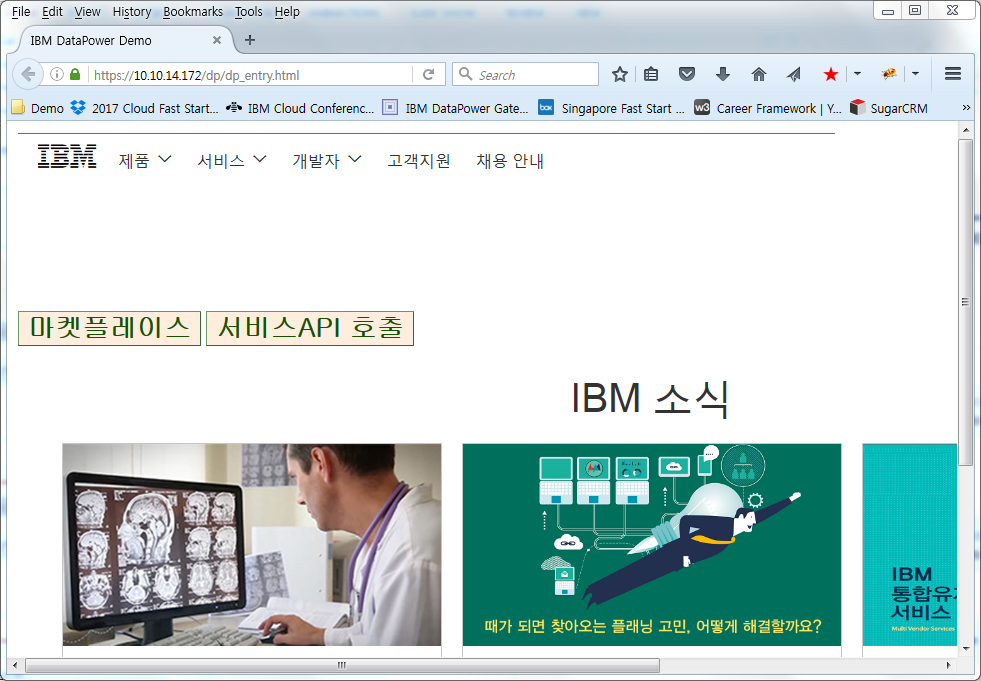 File Edit View History Bookmarks Tools Help
IBM DataPower Demo
https://10.10.14.172/dp/dp_entry.html
Search
Demo 2017 Cloud Fast Start... IBM Cloud Conferenc... IBM DataPower Gate... box Singapore Fast Start ... w3 Career Framework | Y... SugarCRM
IBM 제품 서비스 개발자 고객지원 채용 안내
마켓플레이스 서비스API 호출
IBM 소식
때가 되면 찾아오는 플래닝 고민, 어떻게 해결할까요?
IBM
통합유지
서비스
Multi Vendor Services